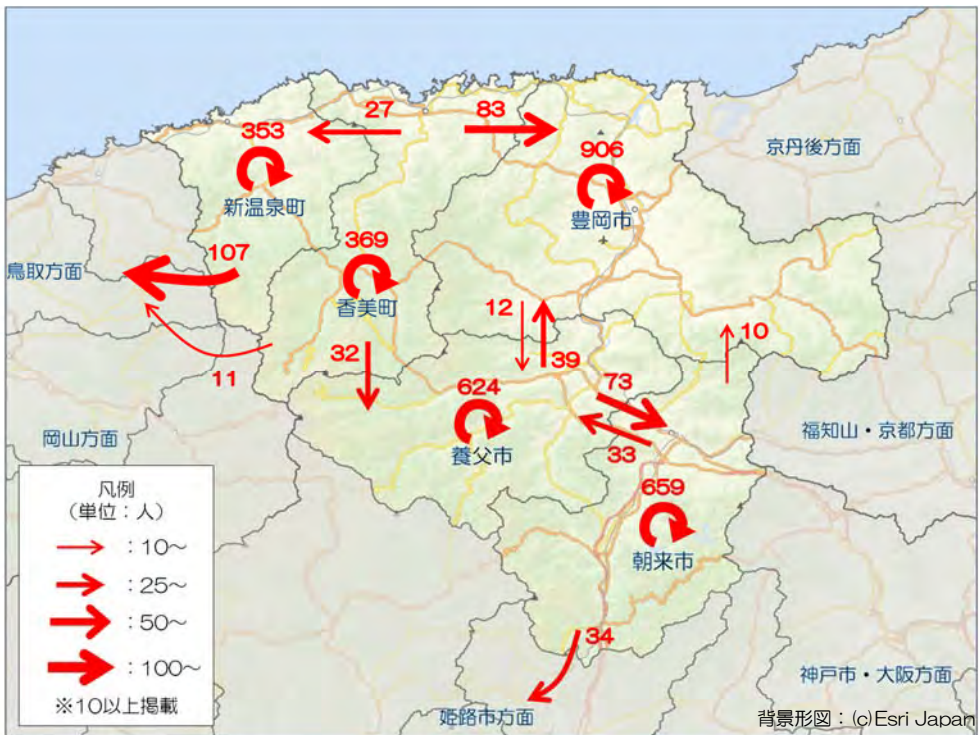 27
83
353
906
京丹後方面
新温泉町
豊岡市
107
369
鳥取方面
香美町
12
10
32
39
11
73
624
岡山方面
養父市
33
福知山・京都方面
659
朝来市
凡例
(単位：人)
：10～
：25～
：50～
：100～
※10以上掲載
34
神戸市・大阪方面
姫路市方面
背景形図：(c)Esri Japan